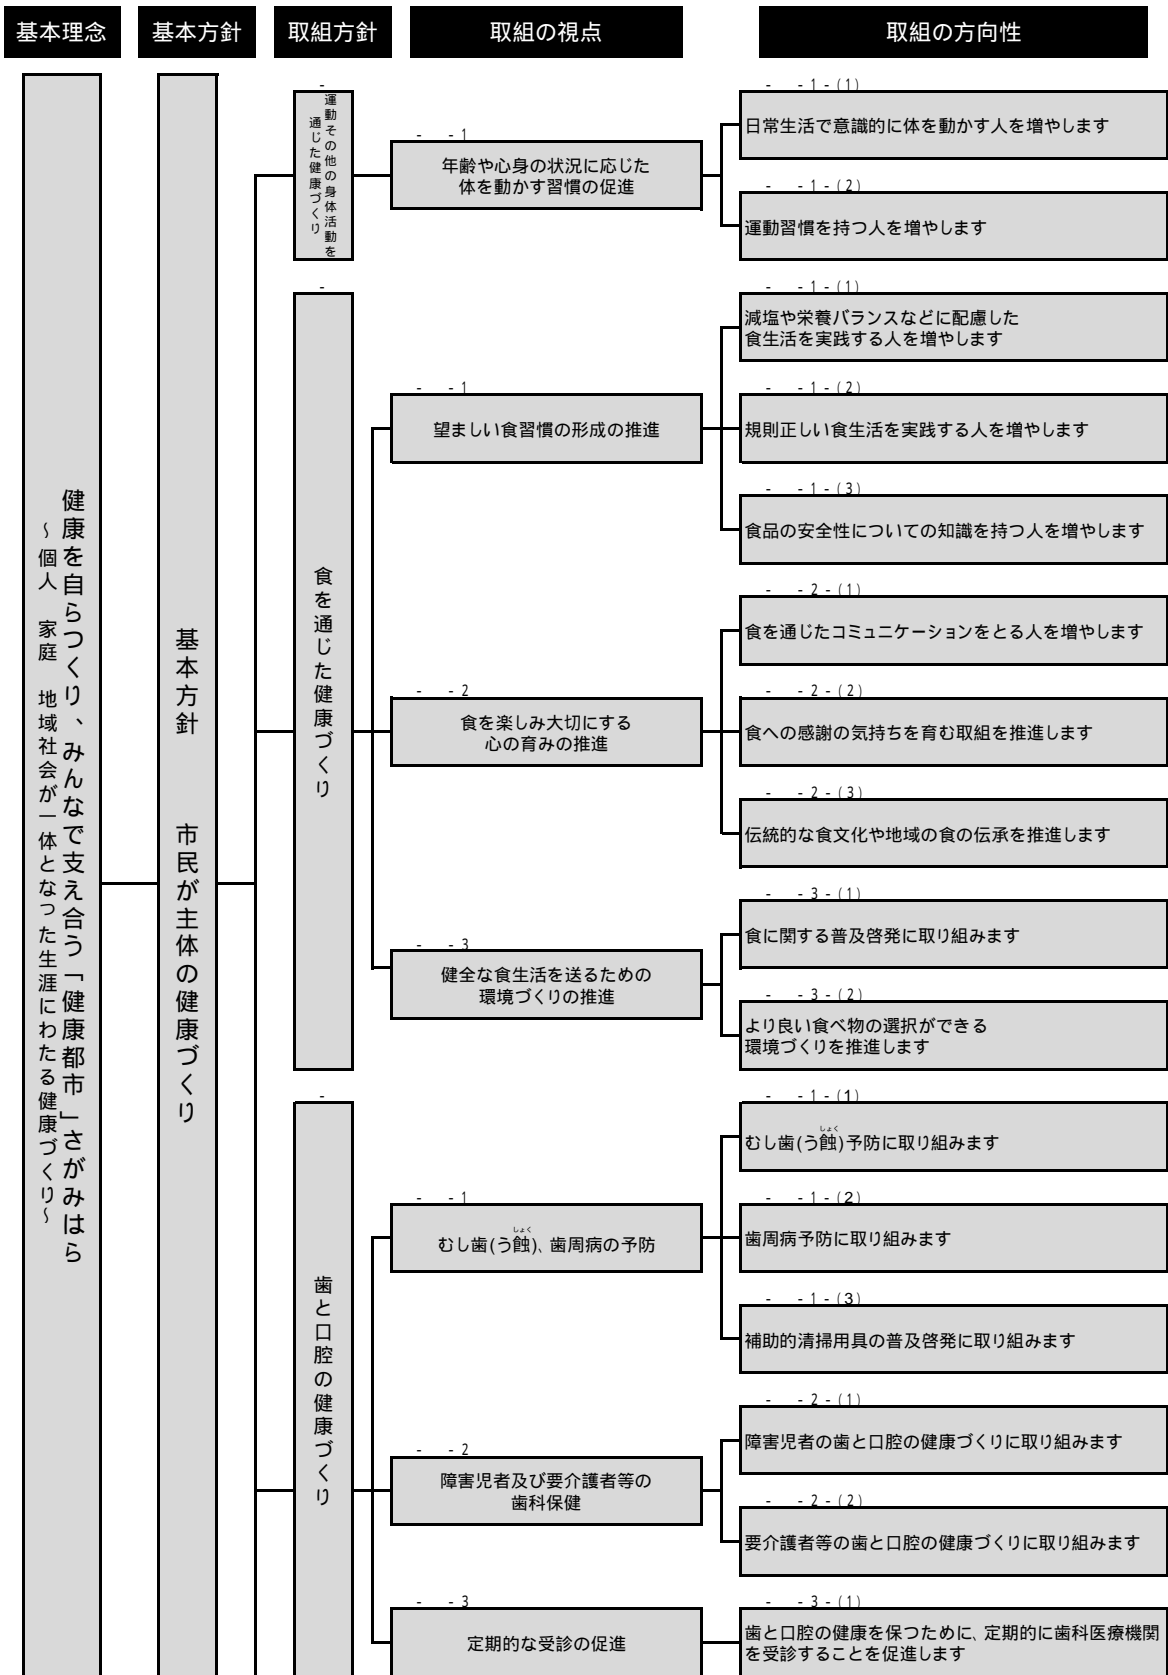 基本理念
基本方針
取組方針
取組の視点
取組の方向性
健康を自らつくり、みんなで支え合う「健康都市」さがみはら
～個人 家庭 地域社会が一体となった生涯にわたる健康づくり～
基本方針 市民が主体の健康づくり
-
運動その他の身体活動を
通じた健康づくり
- - 1
年齢や心身の状況に応じた
体を動かす習慣の促進
- - 1 - (1)
日常生活で意識的に体を動かす人を増やします
- - 1 - (2)
運動習慣を持つ人を増やします
-
食を通じた健康づくり
- - 1
望ましい食習慣の形成の推進
- - 1 - (1)
減塩や栄養バランスなどに配慮した
食生活を実践する人を増やします
- - 1 - (2)
規則正しい食生活を実践する人を増やします
- - 1 - (3)
食品の安全性についての知識を持つ人を増やします
- - 2
食を楽しみ大切にする
心の育みの推進
- - 2 - (1)
食を通じたコミュニケーションをとる人を増やします
- - 2 - (2)
食への感謝の気持ちを育む取組を推進します
- - 2 - (3)
伝統的な食文化や地域の食の伝承を推進します
- - 3
健全な食生活を送るための
環境づくりの推進
- - 3 - (1)
食に関する普及啓発に取り組みます
- - 3 - (2)
より良い食べ物の選択ができる
環境づくりを推進します
-
歯と口腔の健康づくり
- - 1
しょく
むし歯(う蝕)、歯周病の予防
- - 1 - (1)
しょく
むし歯(う蝕)予防に取り組みます
- - 1 - (2)
歯周病予防に取り組みます
- - 1 - (3)
補助的清掃用具の普及啓発に取り組みます
- - 2
障害児者及び要介護者等の
歯科保健
- - 2 - (1)
障害児者の歯と口腔の健康づくりに取り組みます
- - 2 - (2)
要介護者等の歯と口腔の健康づくりに取り組みます
- - 3
定期的な受診の促進
- - 3 - (1)
歯と口腔の健康を保つために、定期的に歯科医療機関
を受診することを促進します